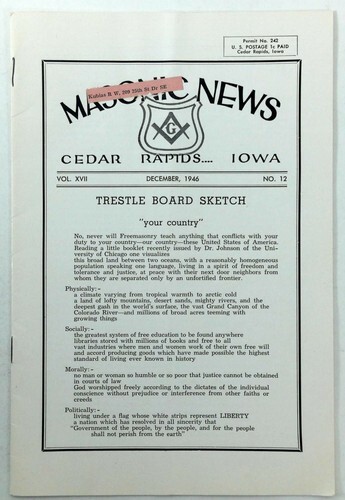 Permit No. 242
U. S. POSTAGE 1c PAID
Cedar Rapids, Iowa
MASONIC NEWS
Kubias R W, 399 25th St Dr SE
G
CEDAR RAPIDS.... IOWA
VOL. XVII DECEMBER, 1946 NO. 12
TRESTLE BOARD SKETCH
"your country"
No, never will Freemasonry teach anything that conflicts with your
duty to your country—our country—these United States of America.
Reading a little booklet recently issued by Dr. Johnson of the Uni-
versity of Chicago one visualizes
this broad land between two oceans, with a reasonably homogeneous
population speaking one language, living in a spirit of freedom and
tolerance and justice, at peace with their next door neighbors from
whom they are separated only by an unfortified frontier.
Physically:-
a climate varying from tropical warmth to arctic cold
a land of lofty mountains, desert sands, mighty rivers, and the
deepest gash in the world's surface, the vast Grand Canyon of the
Colorado River—and millions of broad acres teeming with
growing things
Socially:-
the greatest system of free education to be found anywhere
libraries stored with millions of books and free to all
vast industries where men and women work of their own free will
and accord producing goods which have made possible the highest
standard of living ever known in history
Morally:-
no man or woman so humble or so poor that justice cannot be obtained
in courts of law
God worshipped freely according to the dictates of the individual
conscience without prejudice or interference from other faiths or
creeds
Politically:-
living under a flag whose white strips represent LIBERTY
a nation which has resolved in all sincerity that
"Government of the people, by the people, and for the people
shall not perish from the earth"